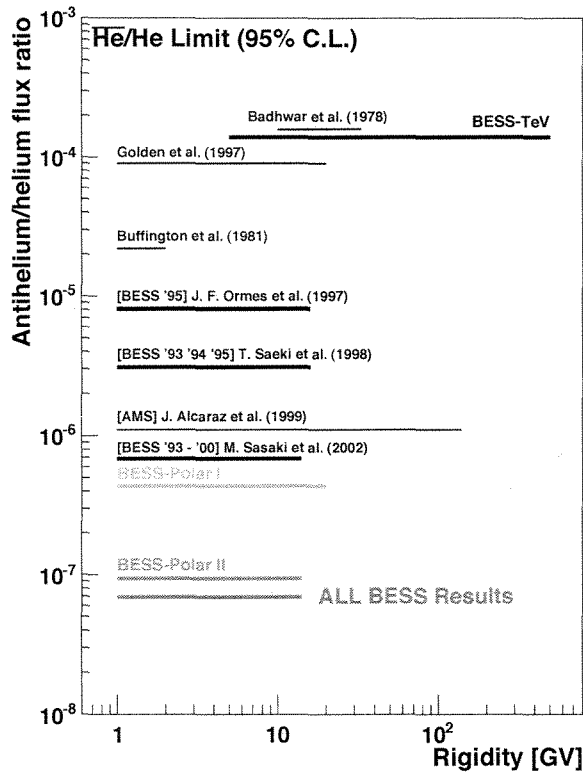 Antihelium/helium flux ratio
10⁻³
10⁻⁴
10⁻⁵
10⁻⁶
10⁻⁷
10⁻⁸
H̅e̅/He Limit (95% C.L.)
Badhwar et al. (1978)
BESS-TeV
Golden et al. (1997)
Buffington et al. (1981)
[BESS '95] J. F. Ormes et al. (1997)
[BESS '93 '94 '95] T. Saeki et al. (1998)
[AMS] J. Alcaraz et al. (1999)
[BESS '93 - '00] M. Sasaki et al. (2002)
BESS-Polar I
BESS-Polar II
ALL BESS Results
1
10
10²
Rigidity [GV]